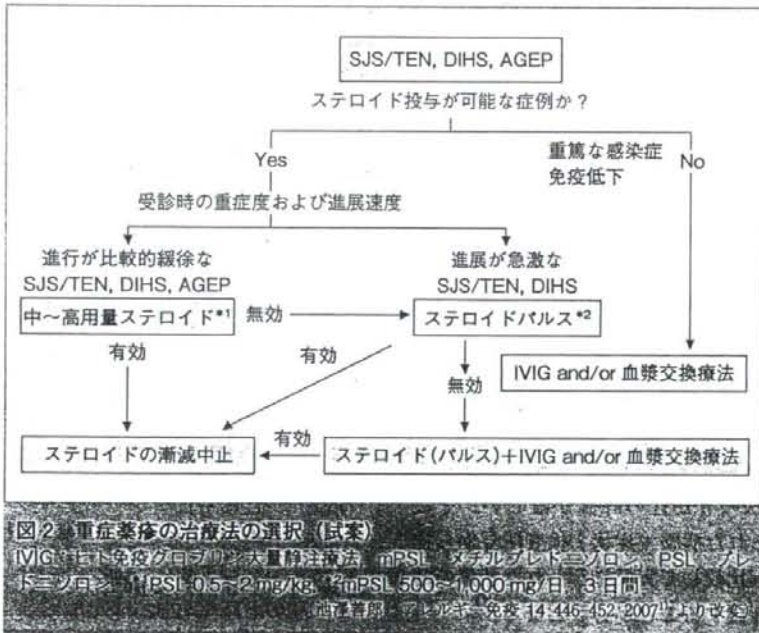 SJS/TEN, DIHS, AGEP
ステロイド投与が可能な症例か？
Yes
重篤な感染症
免疫低下
No
受診時の重症度および進展速度
進行が比較的緩徐な
SJS/TEN, DIHS, AGEP
進展が急激な
SJS/TEN, DIHS
中〜高用量ステロイド*1
無効
ステロイドパルス*2
有効
有効
無効
IVIG and/or 血漿交換療法
ステロイドの漸減中止
有効
ステロイド（パルス）＋IVIG and/or 血漿交換療法
図2 重症薬疹の治療法の選択（試案）
IVIG：ヒト免疫グロブリン大量静注療法，mPSL：メチルプレドニゾロン，PSL：プレ
ドニゾロン，*1PSL 0.5〜2 mg/kg，*2mPSL 500〜1,000 mg/日，3日間
（池澤善郎：アレルギー・免疫 14：446-452, 2007 より改変）